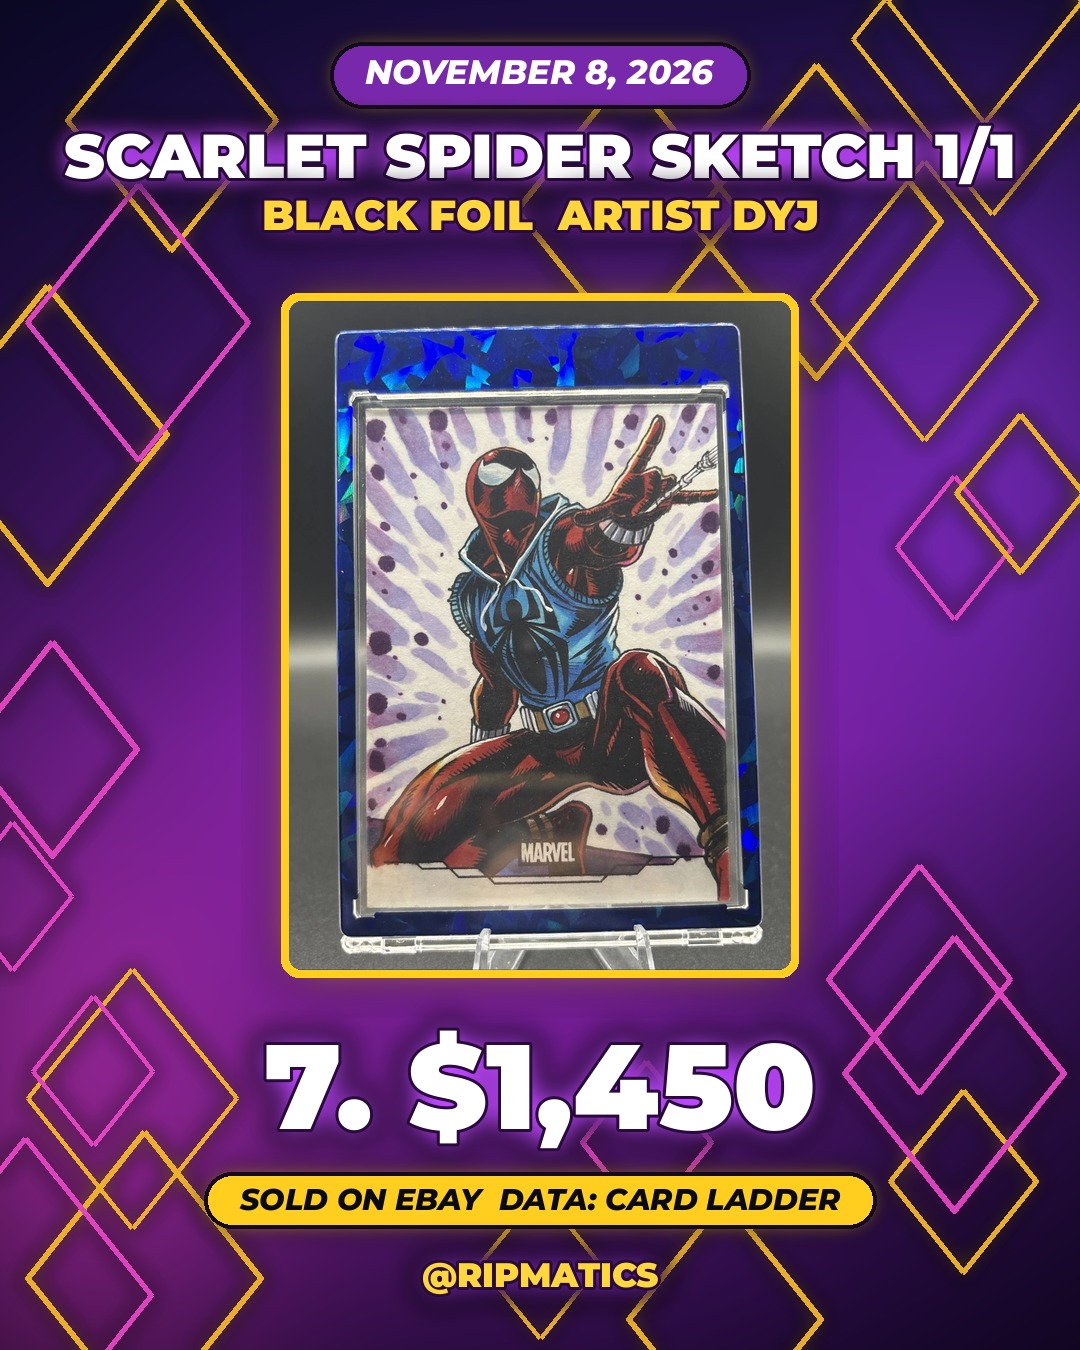 NOVEMBER 8, 2026
SCARLET SPIDER SKETCH 1/1
BLACK FOIL ARTIST DYJ
MARVEL
7. $1,450
SOLD ON EBAY DATA: CARD LADDER
@RIPMATICS